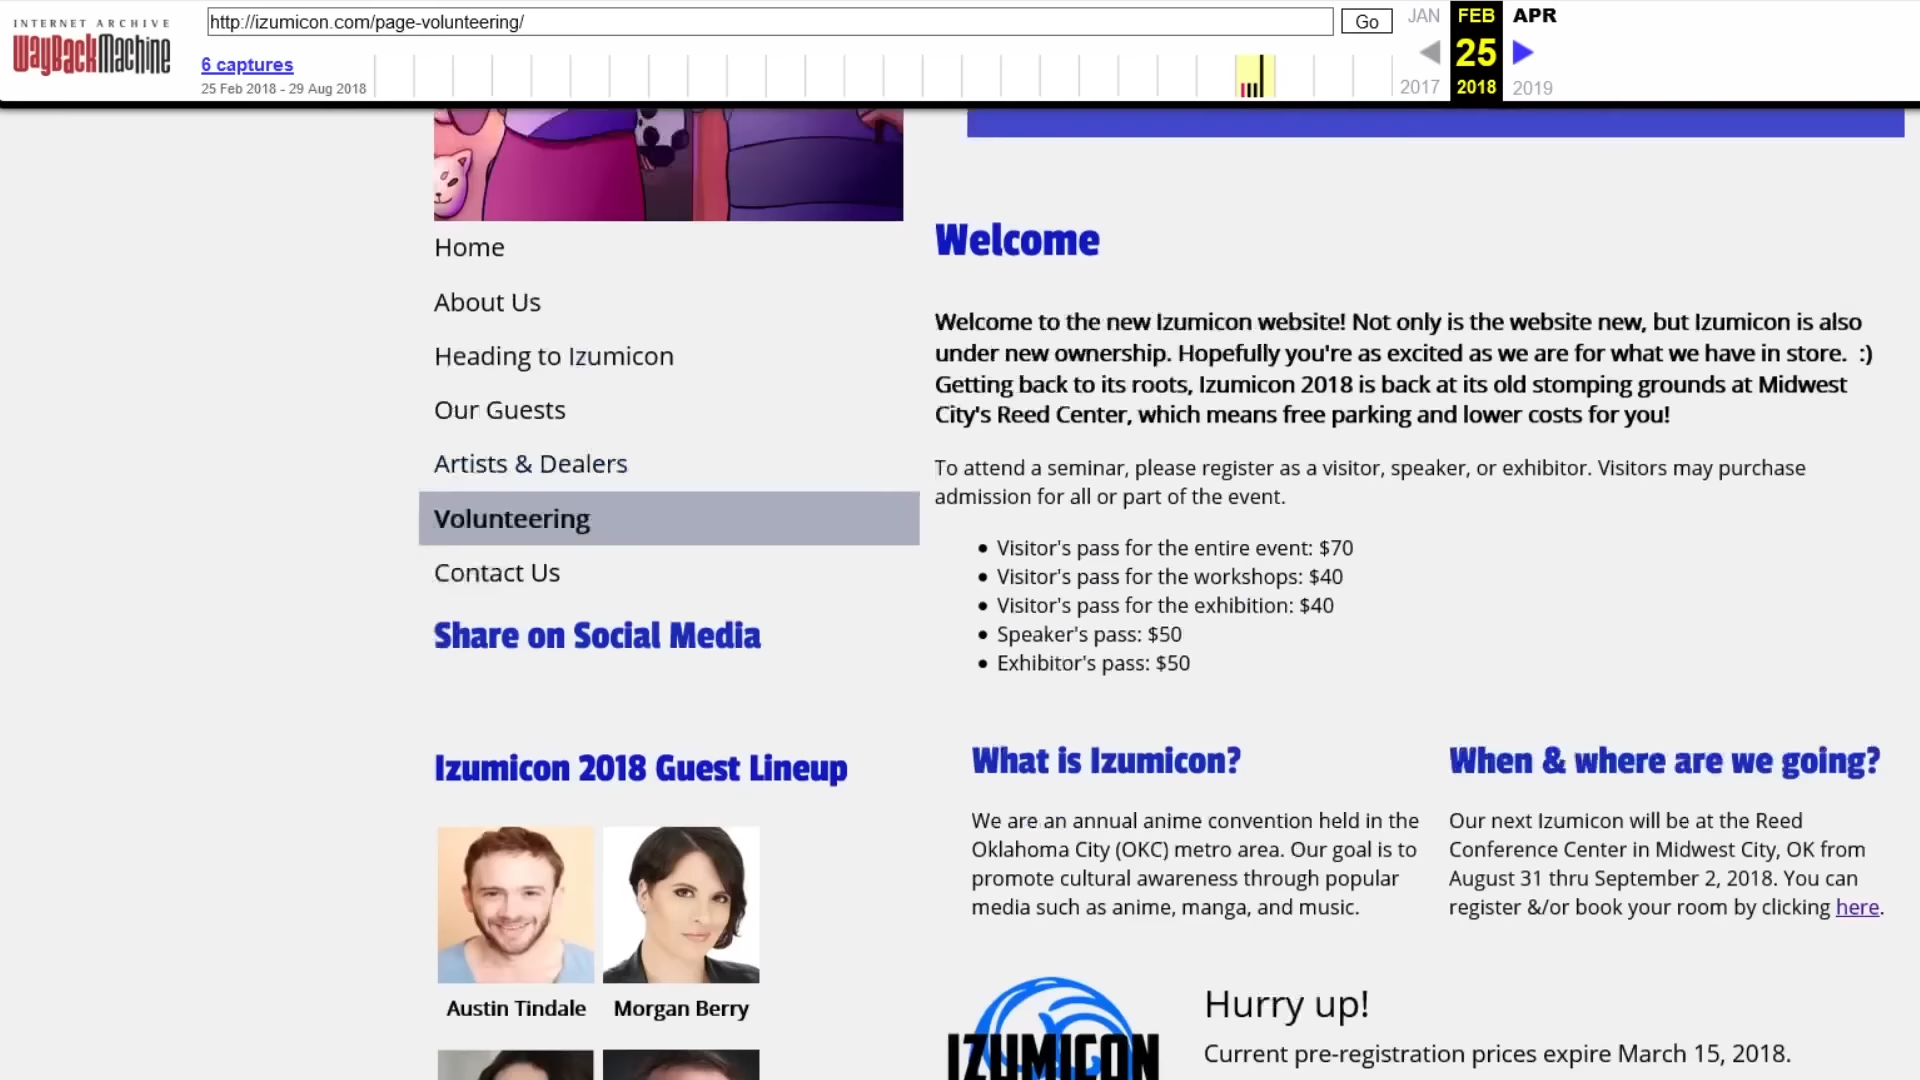 INTERNET ARCHIVE
WayBackMachine
http://izumicon.com/page-volunteering/
Go
JAN
FEB
APR
6 captures
25
25 Feb 2018 - 29 Aug 2018
2017
2018
2019
Home
About Us
Heading to Izumicon
Our Guests
Artists & Dealers
Volunteering
Contact Us
Share on Social Media
Izumicon 2018 Guest Lineup
Austin Tindale
Morgan Berry
Welcome
Welcome to the new Izumicon website! Not only is the website new, but Izumicon is also
under new ownership. Hopefully you're as excited as we are for what we have in store. :)
Getting back to its roots, Izumicon 2018 is back at its old stomping grounds at Midwest
City's Reed Center, which means free parking and lower costs for you!
To attend a seminar, please register as a visitor, speaker, or exhibitor. Visitors may purchase
admission for all or part of the event.
• Visitor's pass for the entire event: $70
• Visitor's pass for the workshops: $40
• Visitor's pass for the exhibition: $40
• Speaker's pass: $50
• Exhibitor's pass: $50
What is Izumicon?
We are an annual anime convention held in the
Oklahoma City (OKC) metro area. Our goal is to
promote cultural awareness through popular
media such as anime, manga, and music.
When & where are we going?
Our next Izumicon will be at the Reed
Conference Center in Midwest City, OK from
August 31 thru September 2, 2018. You can
register &/or book your room by clicking here.
IZUMICON
Hurry up!
Current pre-registration prices expire March 15, 2018.